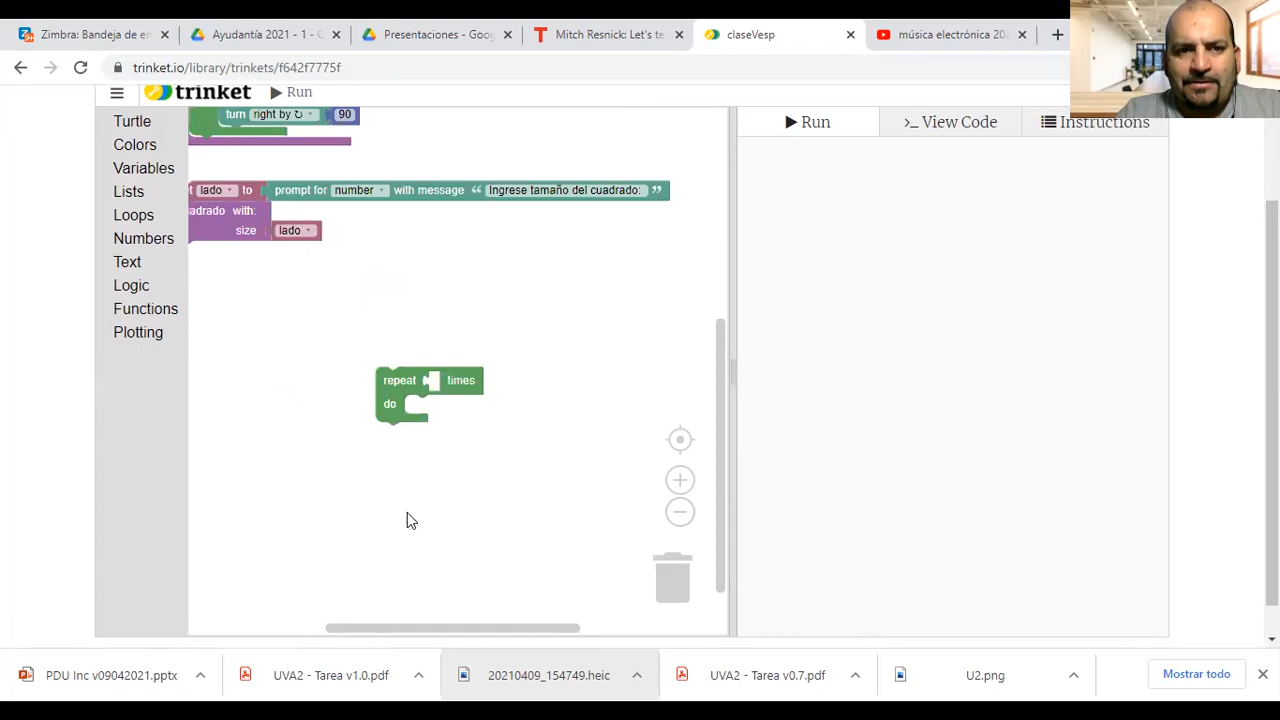 Zimbra: Bandeja de en
Ayudantía 2021 - 1 - C
Presentaciones - Goog
Mitch Resnick: Let's te
claseVesp
música electrónica 20
trinket.io/library/trinkets/f642f7775f
trinket
Run
Turtle
Colors
Variables
Lists
Loops
Numbers
Text
Logic
Functions
Plotting
turn right by ↻ 90
t lado to prompt for number with message “ Ingrese tamaño del cuadrado: ”
adrado with:
size lado
repeat times
do
Run
>_ View Code
Instructions
PDU Inc v09042021.pptx
UVA2 - Tarea v1.0.pdf
20210409_154749.heic
UVA2 - Tarea v0.7.pdf
U2.png
Mostrar todo